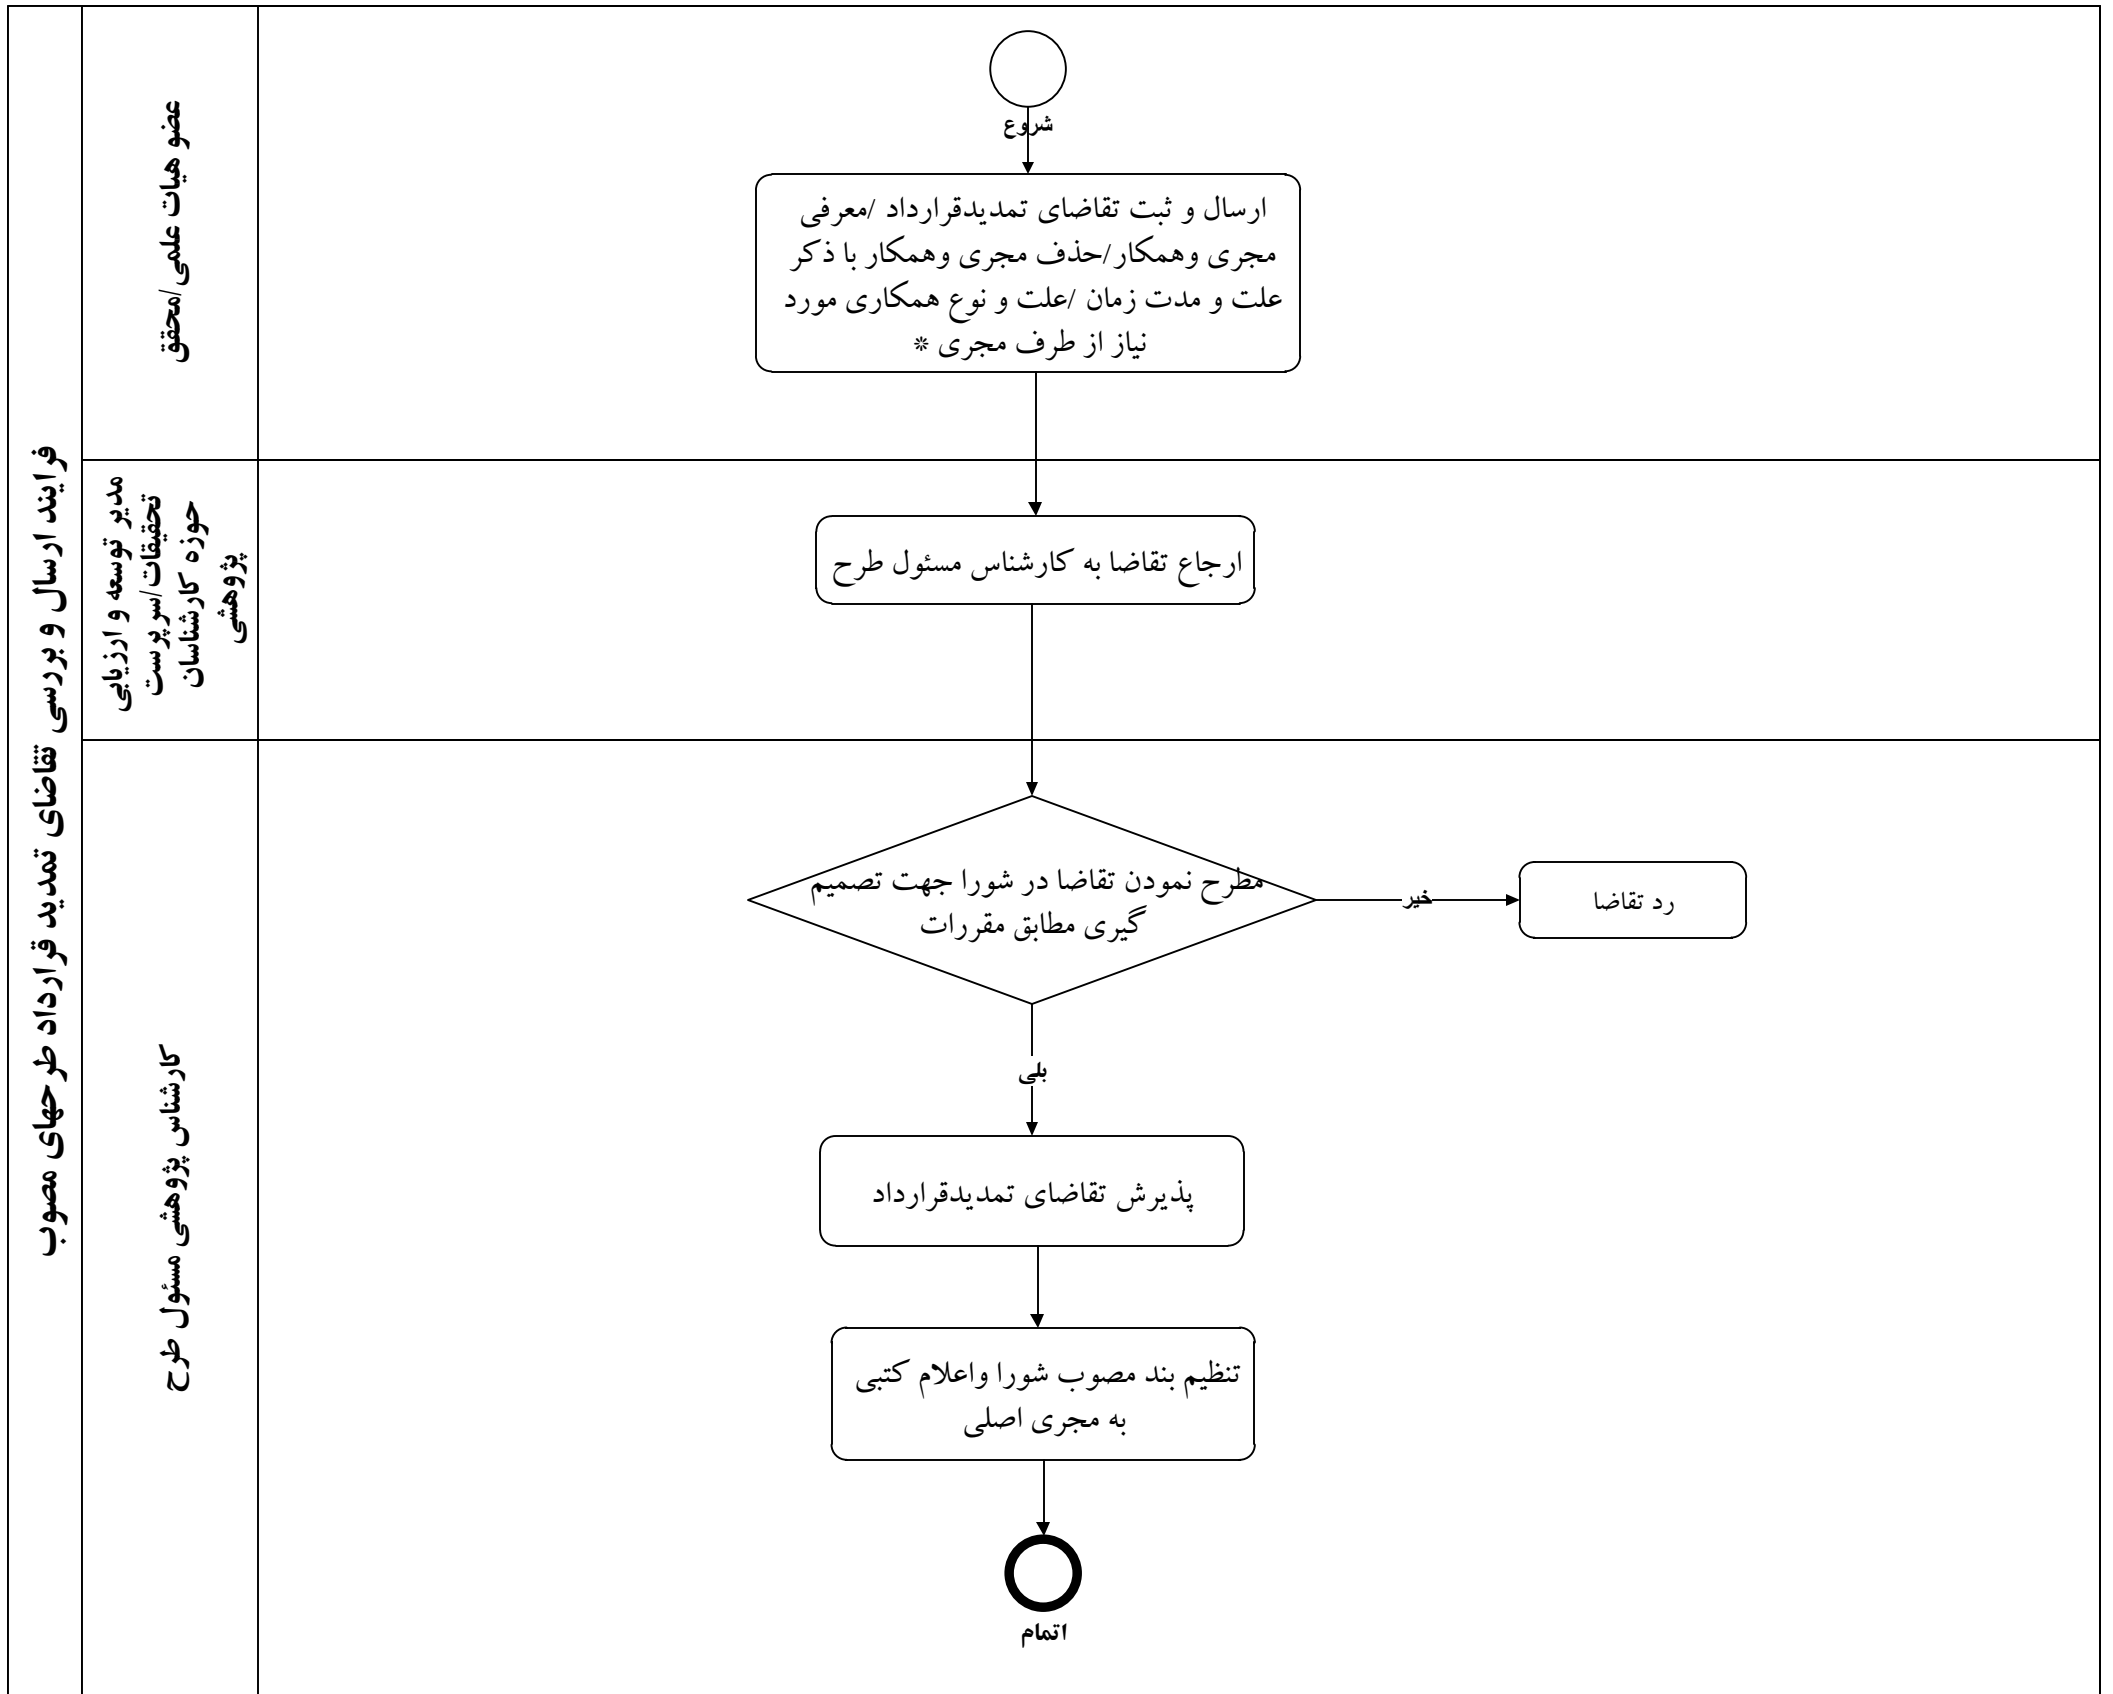 فرایند ارسال و بررسی تقاضای تمدید قرارداد طرحهای مصوب
عضو هیات علمی/محقق
شروع
ارسال و ثبت تقاضای تمدیدقرارداد /معرفی
مجری وهمکار/حذف مجری وهمکار با ذکر
علت و مدت زمان /علت و نوع همکاری مورد
نیاز از طرف مجری *
مدیر توسعه و ارزیابی
تحقیقات/سرپرست
حوزه کارشناسان
پژوهشی
ارجاع تقاضا به کارشناس مسئول طرح
کارشناس پژوهشی مسئول طرح
مطرح نمودن تقاضا در شورا جهت تصمیم
گیری مطابق مقررات
خیر
رد تقاضا
بلی
پذیرش تقاضای تمدیدقرارداد
تنظیم بند مصوب شورا واعلام کتبی
به مجری اصلی
اتمام